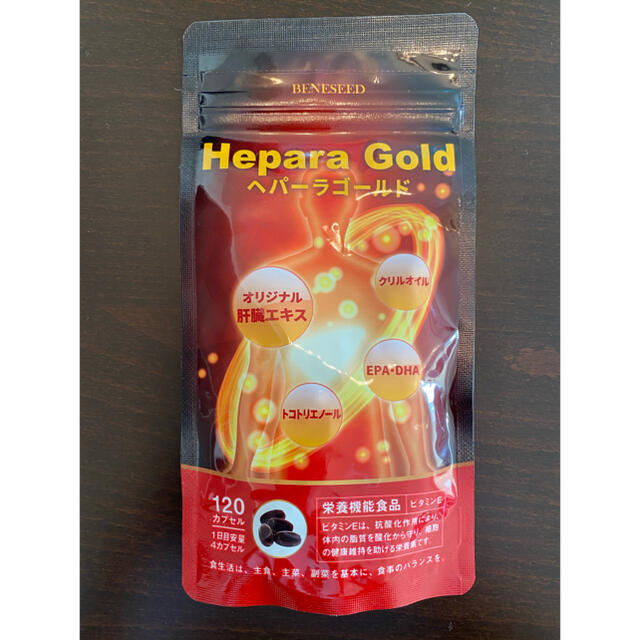 BENESEED
Hepara Gold
ヘパーラゴールド
クリルオイル
オリジナル
肝臓エキス
EPA・DHA
トコトリエノール
120
カプセル
1日目安量
4カプセル
栄養機能食品 ビタミンE
ビタミンEは、抗酸化作用により、
体内の脂質を酸化から守り、細胞
の健康維持を助ける栄養素です。
食生活は、主食、主菜、副菜を基本に、食事のバランスを。